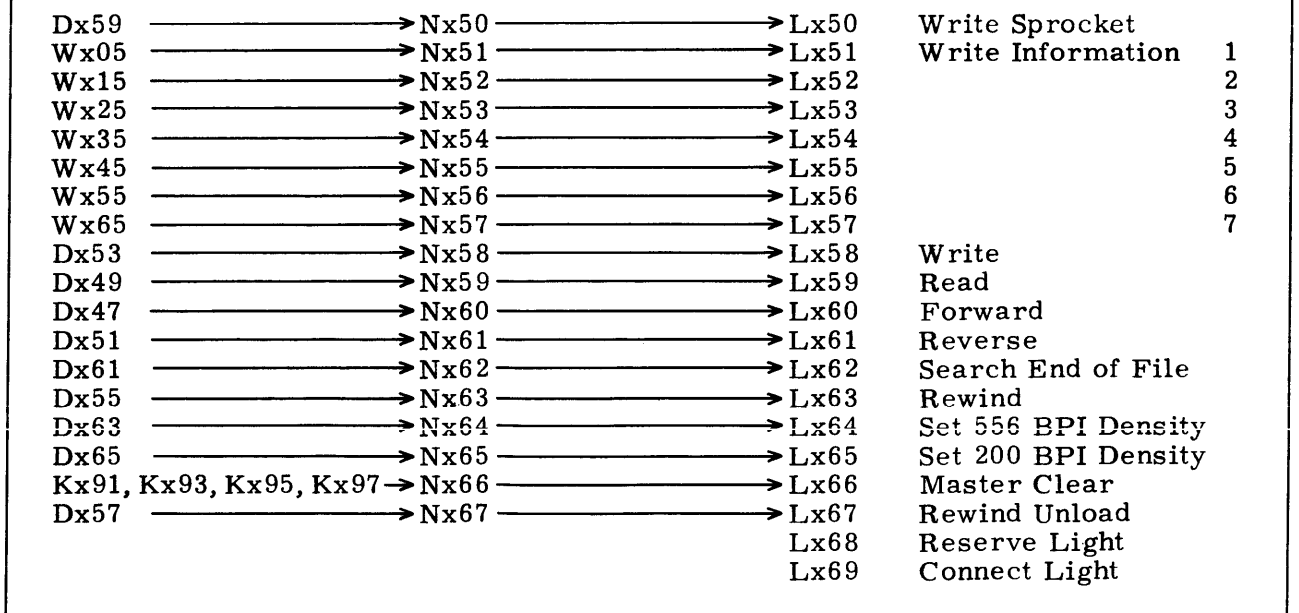 Dx59 → Nx50 → Lx50 Write Sprocket
Wx05 → Nx51 → Lx51 Write Information 1
Wx15 → Nx52 → Lx52 2
Wx25 → Nx53 → Lx53 3
Wx35 → Nx54 → Lx54 4
Wx45 → Nx55 → Lx55 5
Wx55 → Nx56 → Lx56 6
Wx65 → Nx57 → Lx57 7
Dx53 → Nx58 → Lx58 Write
Dx49 → Nx59 → Lx59 Read
Dx47 → Nx60 → Lx60 Forward
Dx51 → Nx61 → Lx61 Reverse
Dx61 → Nx62 → Lx62 Search End of File
Dx55 → Nx63 → Lx63 Rewind
Dx63 → Nx64 → Lx64 Set 556 BPI Density
Dx65 → Nx65 → Lx65 Set 200 BPI Density
Kx91, Kx93, Kx95, Kx97 → Nx66 → Lx66 Master Clear
Dx57 → Nx67 → Lx67 Rewind Unload
Lx68 Reserve Light
Lx69 Connect Light